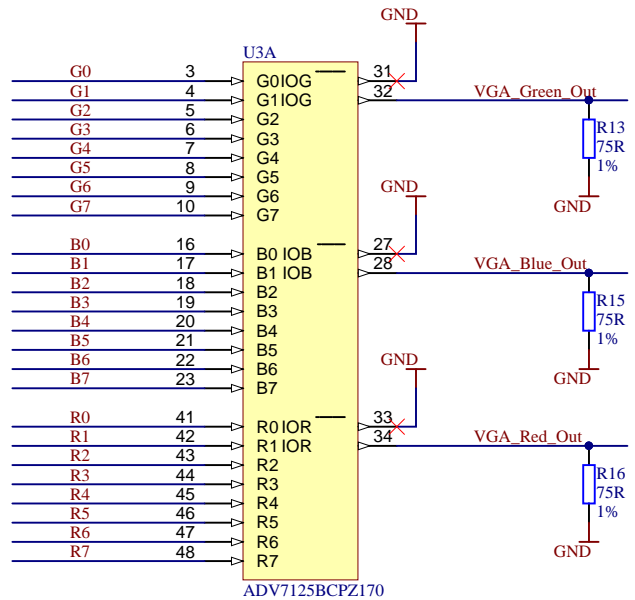 GND
U3A
G0 3 G0 IOG 31
G1 4 G1 IOG 32 VGA_Green_Out
G2 5 G2
G3 6 G3 R13
G4 7 G4 75R
G5 8 G5 1%
G6 9 G6
G7 10 G7 GND
GND
B0 16 B0 IOB 27
B1 17 B1 IOB 28 VGA_Blue_Out
B2 18 B2
B3 19 B3 R15
B4 20 B4 75R
B5 21 B5 1%
B6 22 B6
B7 23 B7 GND
GND
R0 41 R0 IOR 33
R1 42 R1 IOR 34 VGA_Red_Out
R2 43 R2
R3 44 R3 R16
R4 45 R4 75R
R5 46 R5 1%
R6 47 R6
R7 48 R7 GND
ADV7125BCPZ170